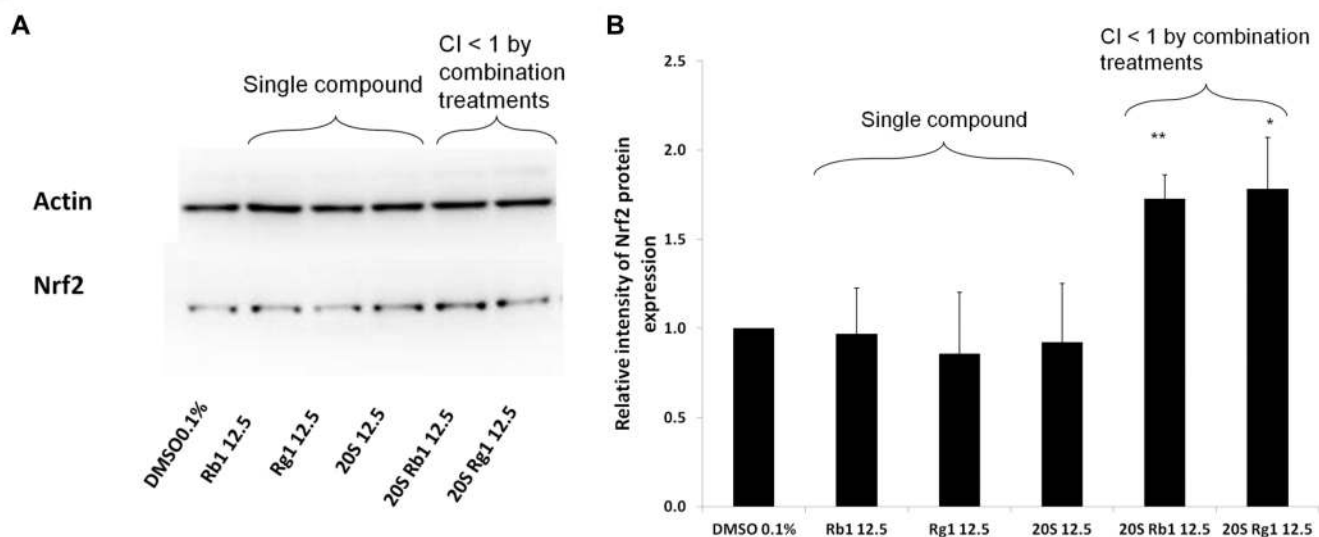 A
CI < 1 by
combination
treatments
Single compound
Actin
Nrf2
DMSO0.1%
Rb1 12.5
Rg1 12.5
20S 12.5
20S Rb1 12.5
20S Rg1 12.5
B
CI < 1 by combination
treatments
Single compound
**
*
Relative intensity of Nrf2 protein
expression
2.5
2.0
1.5
1.0
0.5
0.0
DMSO 0.1%
Rb1 12.5
Rg1 12.5
20S 12.5
20S Rb1 12.5
20S Rg1 12.5